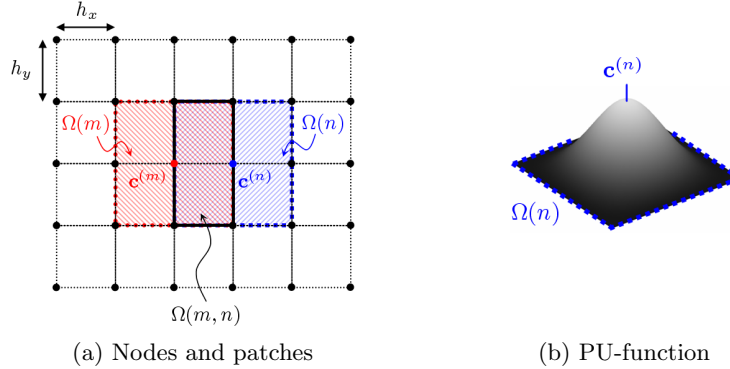 h_x
h_y
Ω(m)
Ω(n)
c^(m)
c^(n)
Ω(m, n)
(a) Nodes and patches
c^(n)
Ω(n)
(b) PU-function